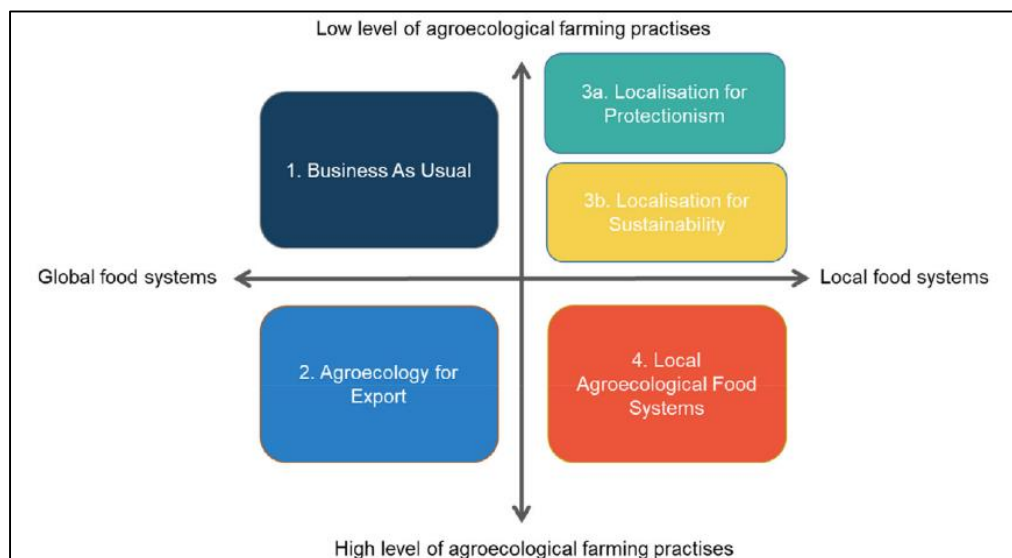 Low level of agroecological farming practises
3a. Localisation for
Protectionism
1. Business As Usual
3b. Localisation for
Sustainability
Global food systems
Local food systems
2. Agroecology for
Export
4. Local
Agroecological Food
Systems
High level of agroecological farming practises